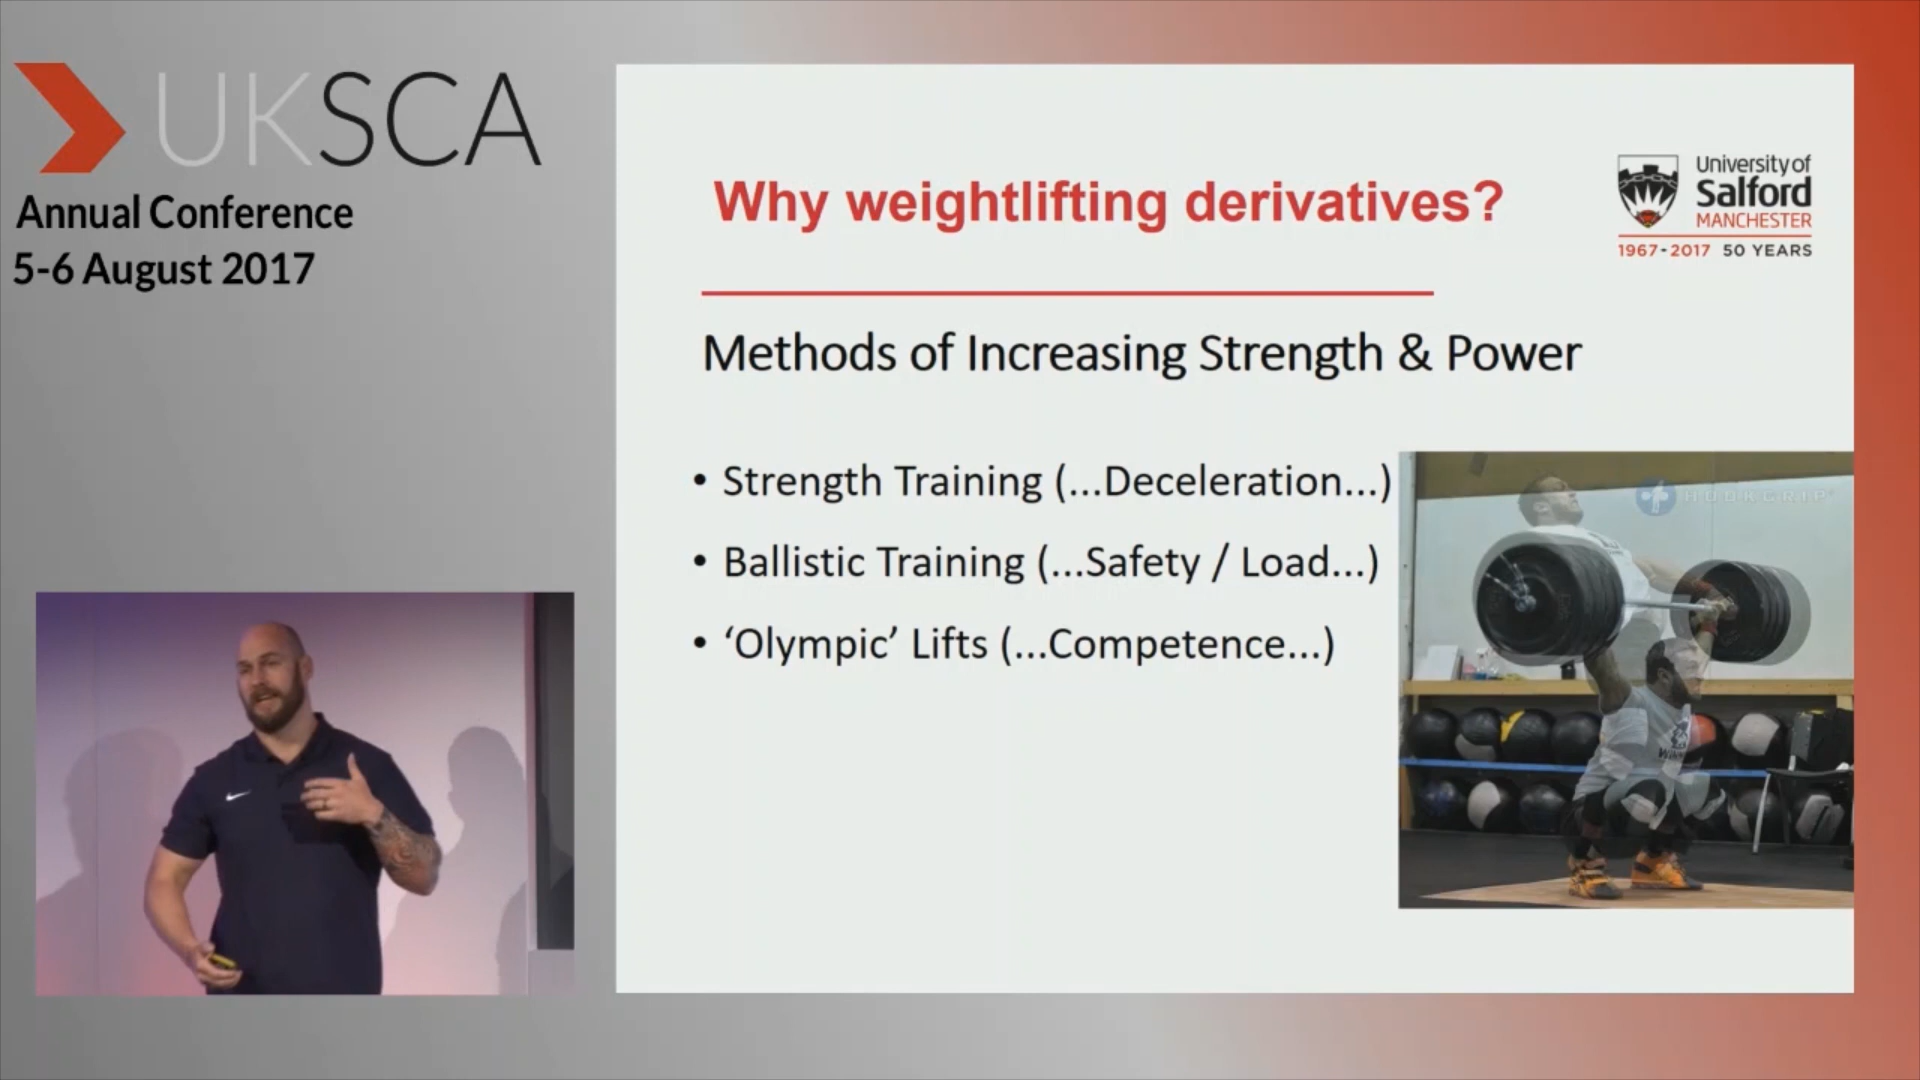 UKSCA
Annual Conference
5-6 August 2017
Why weightlifting derivatives?
University of
Salford
MANCHESTER
1967-2017 50 YEARS
Methods of Increasing Strength & Power
• Strength Training (...Deceleration...)
• Ballistic Training (...Safety / Load...)
• ‘Olympic’ Lifts (...Competence...)
HOOKGRIP